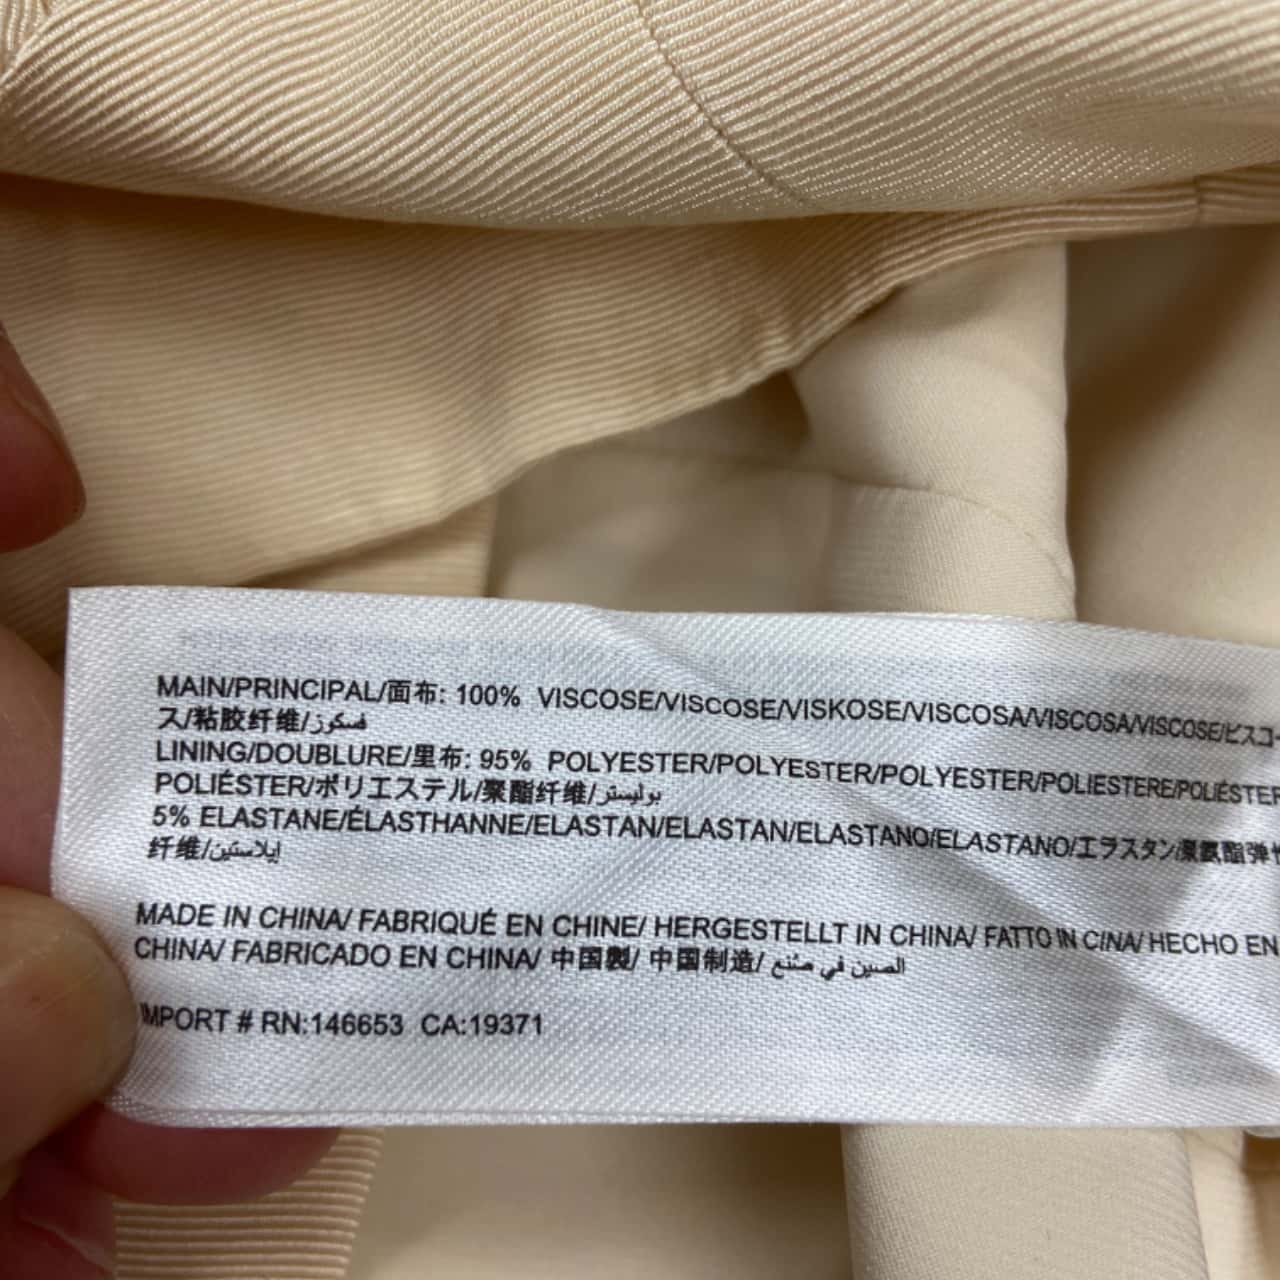 MAIN/PRINCIPAL/面布: 100% VISCOSE/VISCOSE/VISKOSE/VISCOSA/VISCOSA/VISCOSE/ビスコー
ス/粘胶纤维/فسكوز
LINING/DOUBLURE/里布: 95% POLYESTER/POLYESTER/POLYESTER/POLIESTERE/POLIÉSTER
POLIÉSTER/ポリエステル/聚酯纤维/بوليستر
5% ELASTANE/ÉLASTHANNE/ELASTAN/ELASTAN/ELASTANO/ELASTANO/エラスタン/聚氨酯弹性
纤维/إيلاستين
MADE IN CHINA/ FABRIQUÉ EN CHINE/ HERGESTELLT IN CHINA/ FATTO IN CINA/ HECHO EN
CHINA/ FABRICADO EN CHINA/ 中国製/ 中国制造/ الصين في صُنع
IMPORT # RN:146653 CA:19371